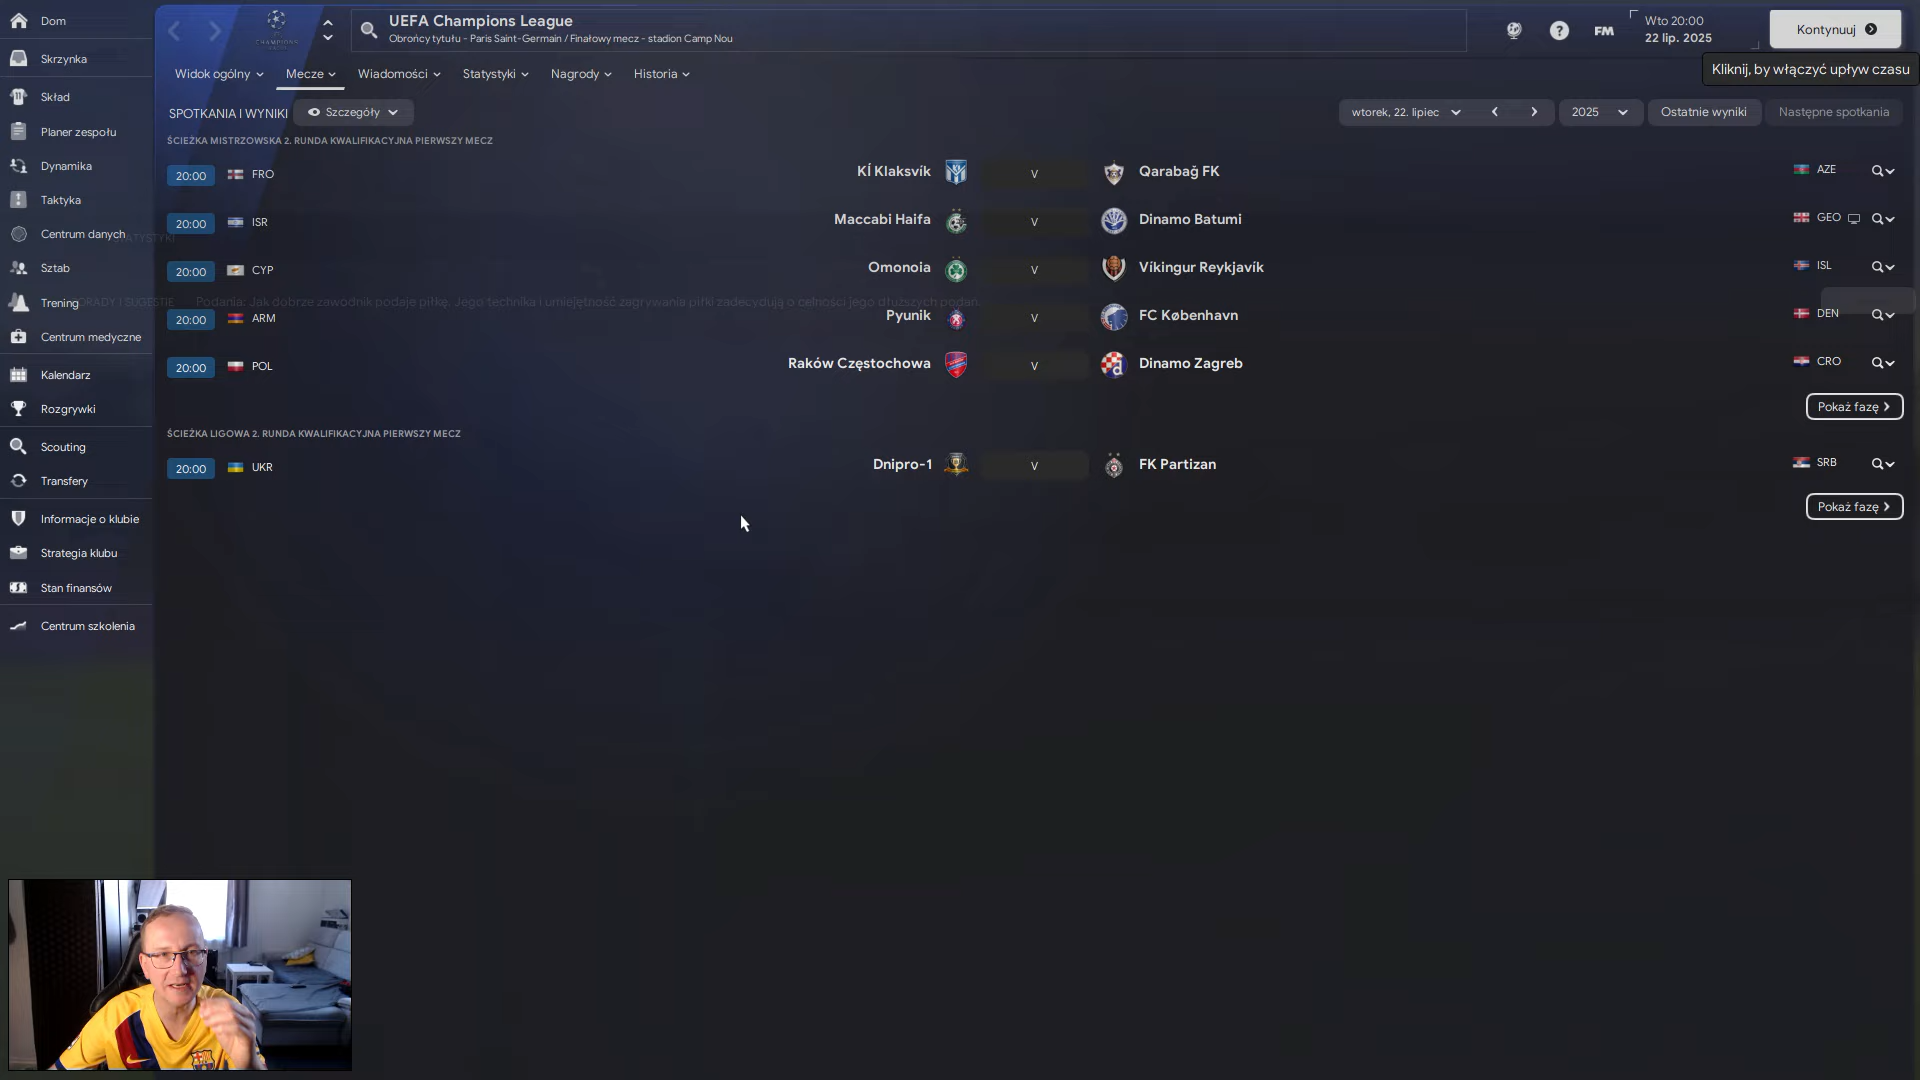 Dom
Skrzynka
Skład
Planer zespołu
Dynamika
Taktyka
Centrum danych
Sztab
Trening
Centrum medyczne
Kalendarz
Rozgrywki
Scouting
Transfery
Informacje o klubie
Strategia klubu
Stan finansów
Centrum szkolenia
UEFA Champions League
Obrońcy tytułu - Paris Saint-Germain / Finałowy mecz - stadion Camp Nou
FM
Wto 20:00
22 lip. 2025
Kontynuuj
Kliknij, by włączyć upływ czasu
Widok ogólny
Mecze
Wiadomości
Statystyki
Nagrody
Historia
SPOTKANIA I WYNIKI
Szczegóły
wtorek, 22. lipiec
2025
Ostatnie wyniki
Następne spotkania
ŚCIEŻKA MISTRZOWSKA 2. RUNDA KWALIFIKACYJNA PIERWSZY MECZ
20:00 FRO KÍ Klaksvík V Qarabağ FK AZE
20:00 ISR Maccabi Haifa V Dinamo Batumi GEO
20:00 CYP Omonoia V Víkingur Reykjavík ISL
Podania: Jak dobrze zawodnik podaje piłkę. Jego technika i umiejętność zagrywania piłki zadecydują o celności jego dłuższych podań.
20:00 ARM Pyunik V FC København DEN
20:00 POL Raków Częstochowa V Dinamo Zagreb CRO
Pokaż fazę
ŚCIEŻKA LIGOWA 2. RUNDA KWALIFIKACYJNA PIERWSZY MECZ
20:00 UKR Dnipro-1 V FK Partizan SRB
Pokaż fazę